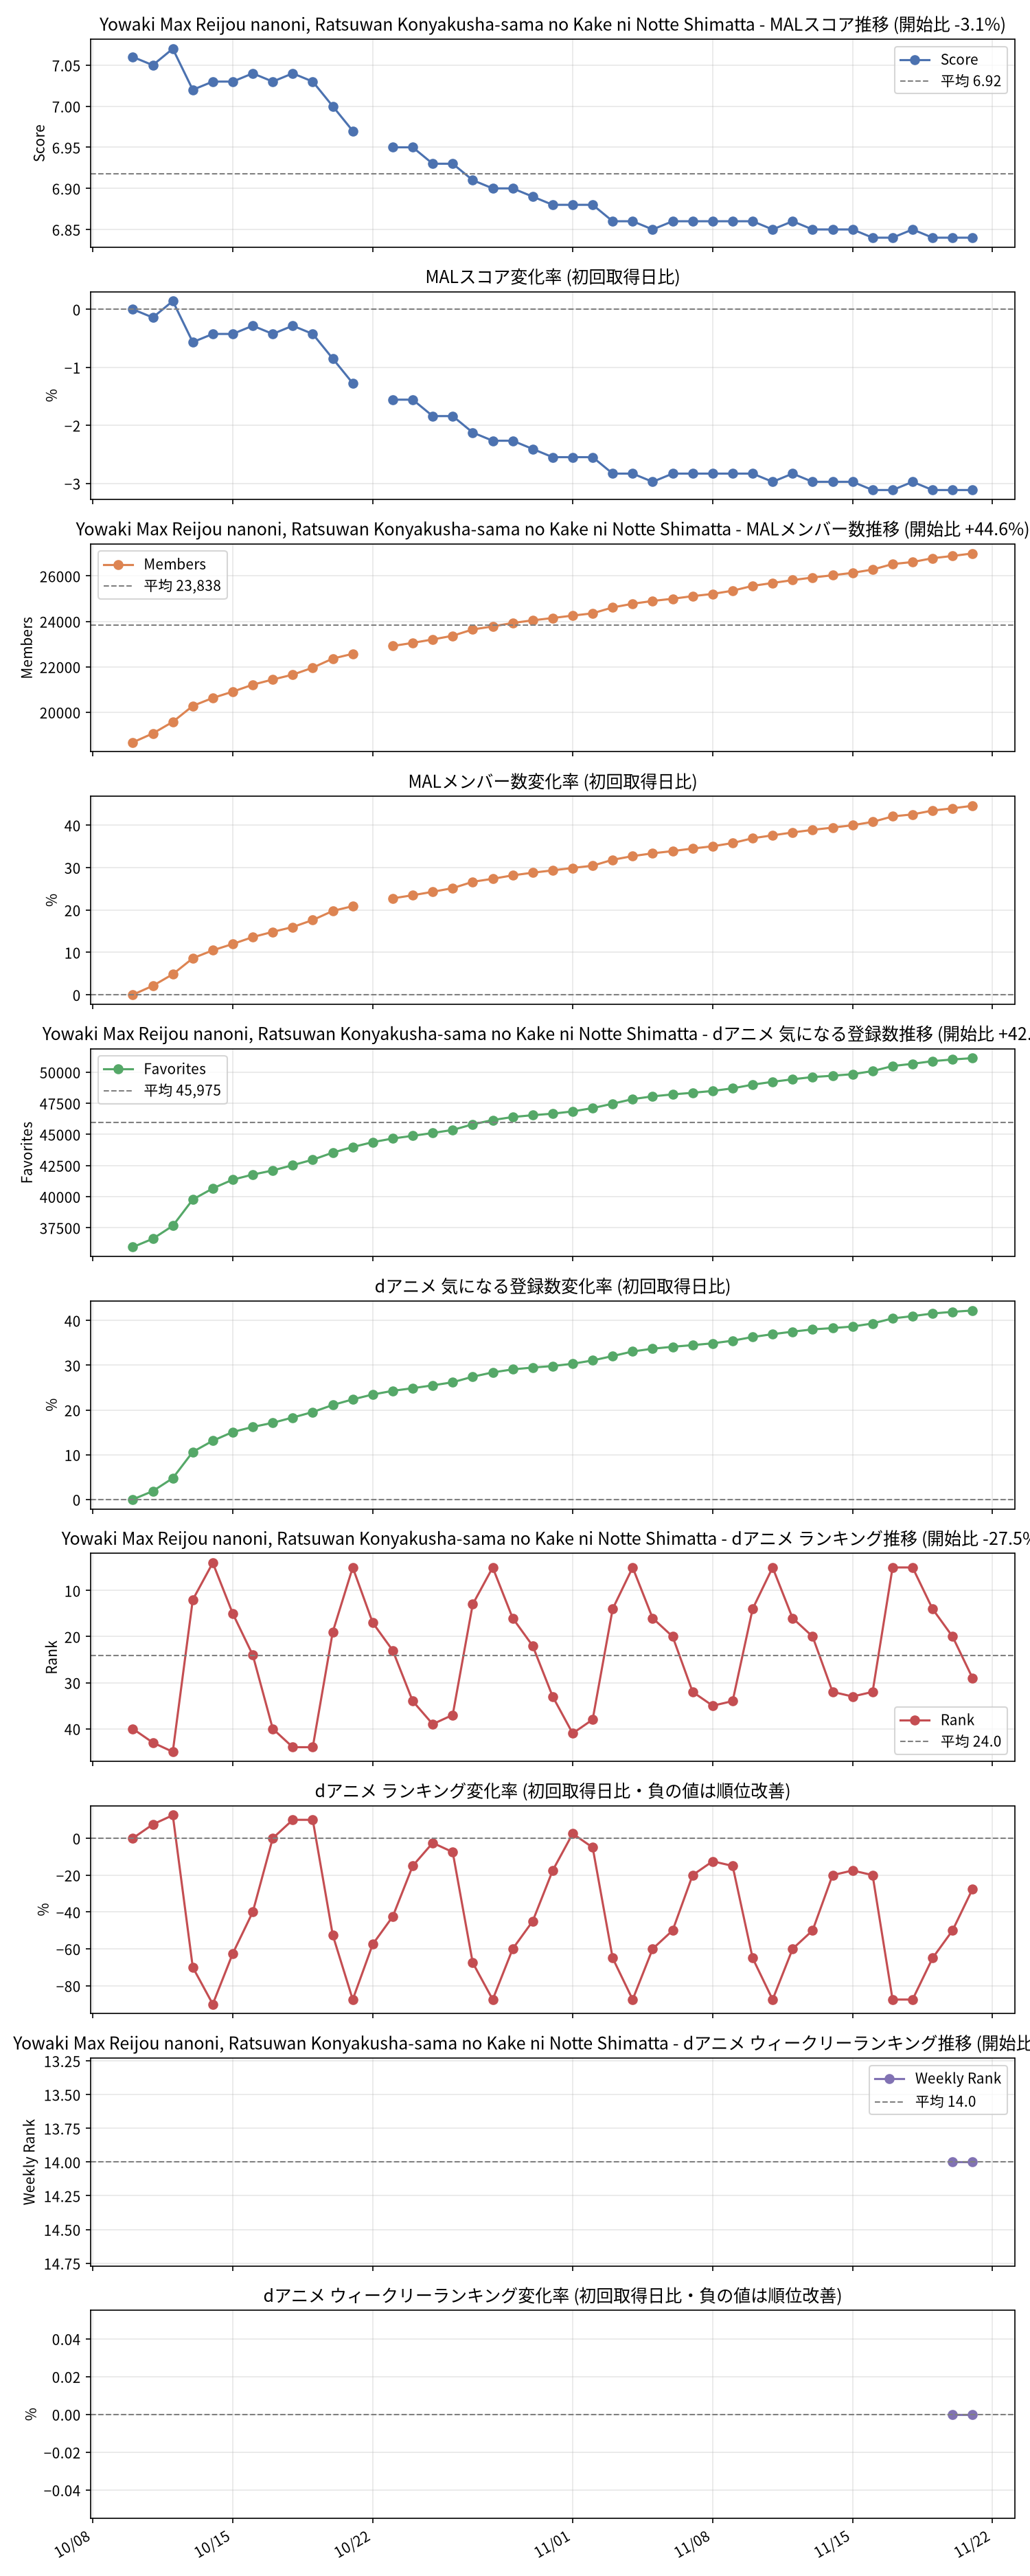 Yowaki Max Reijou nanoni, Ratsuwan Konyakusha-sama no Kake ni Notte Shimatta - MALスコア推移 (開始比 -3.1%)
Score
7.05
7.00
6.95
6.90
6.85
Score
平均 6.92
MALスコア変化率 (初回取得日比)
%
0
−1
−2
−3
Yowaki Max Reijou nanoni, Ratsuwan Konyakusha-sama no Kake ni Notte Shimatta - MALメンバー数推移 (開始比 +44.6%)
Members
26000
24000
22000
20000
Members
平均 23,838
MALメンバー数変化率 (初回取得日比)
%
40
30
20
10
0
Yowaki Max Reijou nanoni, Ratsuwan Konyakusha-sama no Kake ni Notte Shimatta - dアニメ 気になる登録数推移 (開始比 +42.
Favorites
50000
47500
45000
42500
40000
37500
Favorites
平均 45,975
dアニメ 気になる登録数変化率 (初回取得日比)
%
40
30
20
10
0
Yowaki Max Reijou nanoni, Ratsuwan Konyakusha-sama no Kake ni Notte Shimatta - dアニメ ランキング推移 (開始比 -27.5%
Rank
10
20
30
40
Rank
平均 24.0
dアニメ ランキング変化率 (初回取得日比・負の値は順位改善)
%
0
−20
−40
−60
−80
Yowaki Max Reijou nanoni, Ratsuwan Konyakusha-sama no Kake ni Notte Shimatta - dアニメ ウィークリーランキング推移 (開始比
Weekly Rank
13.25
13.50
13.75
14.00
14.25
14.50
14.75
Weekly Rank
平均 14.0
dアニメ ウィークリーランキング変化率 (初回取得日比・負の値は順位改善)
%
0.04
0.02
0.00
−0.02
−0.04
10/08
10/15
10/22
11/01
11/08
11/15
11/22